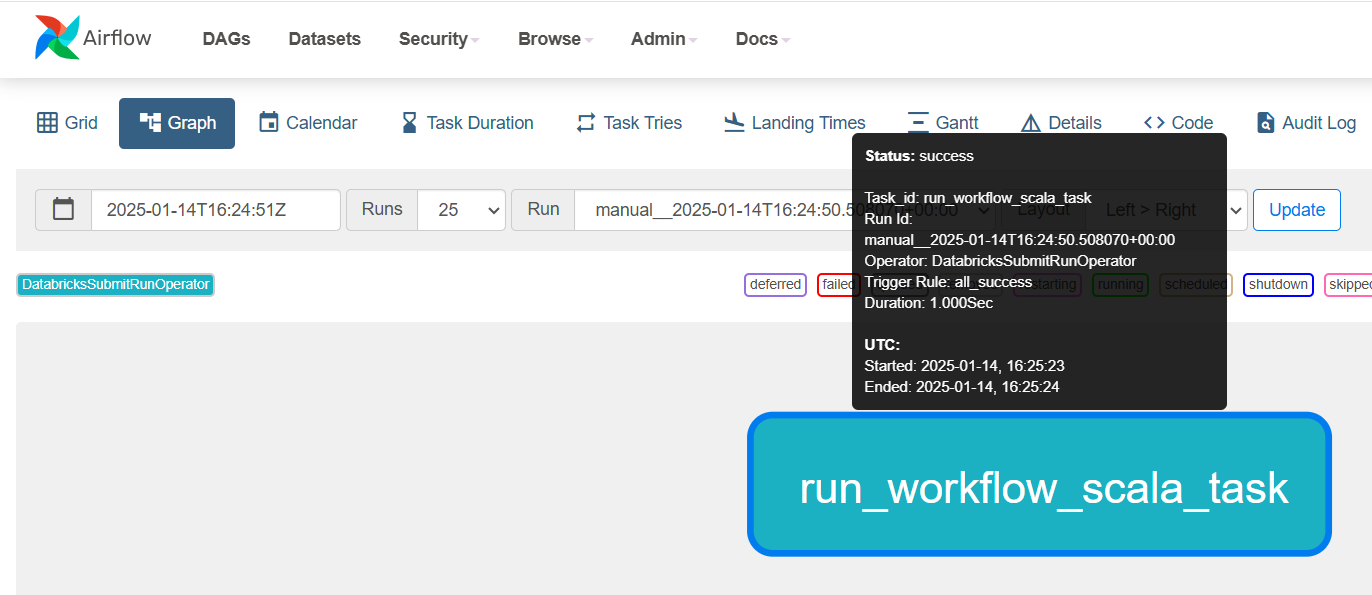 Airflow
DAGs
Datasets
Security
Browse
Admin
Docs
Grid
Graph
Calendar
Task Duration
Task Tries
Landing Times
Gantt
Details
Code
Audit Log
2025-01-14T16:24:51Z
Runs
25
Run
manual__2025-01-14T16:24:50.508070+00:00
Layout
Left > Right
Update
DatabricksSubmitRunOperator
deferred
failed
running
scheduled
shutdown
skipped
Status: success
Task_id: run_workflow_scala_task
Run Id:
manual__2025-01-14T16:24:50.508070+00:00
Operator: DatabricksSubmitRunOperator
Trigger Rule: all_success
Duration: 1.000Sec
UTC:
Started: 2025-01-14, 16:25:23
Ended: 2025-01-14, 16:25:24
run_workflow_scala_task